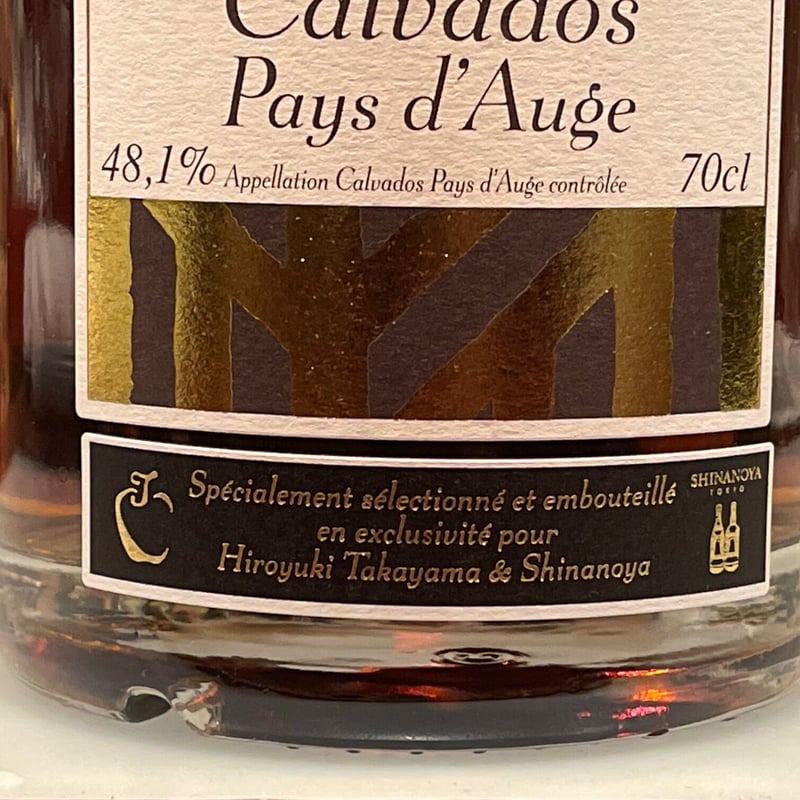 Calvados
Pays d'Auge
48,1% Appellation Calvados Pays d'Auge contrôlée 70cl
Spécialement sélectionné et embouteillé
en exclusivité pour
Hiroyuki Takayama & Shinanoya
SHINANOYA
TOKYO